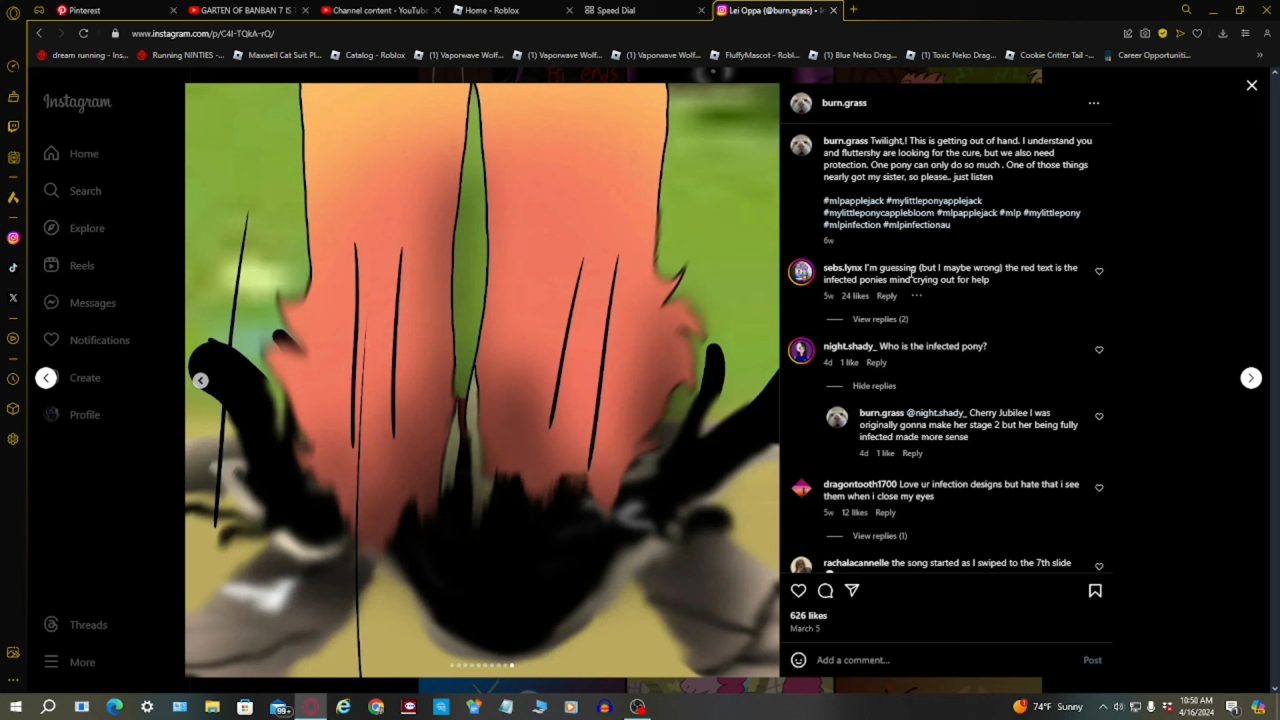 Pinterest
GARTEN OF BANBAN 7 IS
Channel content - YouTube
Home - Roblox
Speed Dial
Lei Oppa (@burn.grass) •
www.instagram.com/p/C4I-TQkA-rQ/
dream running - Ins...
Running NINTIES -...
Maxwell Cat Suit Pl...
Catalog - Roblox
(1) Vaporwave Wolf...
(1) Vaporwave Wolf...
(1) Vaporwave Wolf...
FluffyMascot - Robl...
(1) Blue Neko Drag...
(1) Toxic Neko Drag...
Cookie Critter Tail -...
Career Opportuniti...
Instagram
Home
Search
Explore
Reels
Messages
Notifications
Create
Profile
Threads
More
burn.grass
burn.grass Twilight,! This is getting out of hand. I understand you
and fluttershy are looking for the cure, but we also need
protection. One pony can only do so much . One of those things
nearly got my sister, so please.. just listen
#mlpapplejack #mylittleponyapplejack
#mylittleponycapplebloom #mlpapplejack #mlp #mylittlepony
#mlpinfection #mlpinfectionau
6w
sebs.lynx I'm guessing (but I maybe wrong) the red text is the
infected ponies mind crying out for help
5w 24 likes Reply ...
View replies (2)
night.shady_ Who is the infected pony?
4d 1 like Reply
Hide replies
burn.grass @night.shady_ Cherry Jubilee I was
originally gonna make her stage 2 but her being fully
infected made more sense
4d 1 like Reply
dragontooth1700 Love ur infection designs but hate that i see
them when i close my eyes
5w 12 likes Reply
View replies (1)
rachalacannelle the song started as I swiped to the 7th slide
626 likes
March 5
Add a comment...
Post
99+
74°F Sunny
10:50 AM
4/16/2024